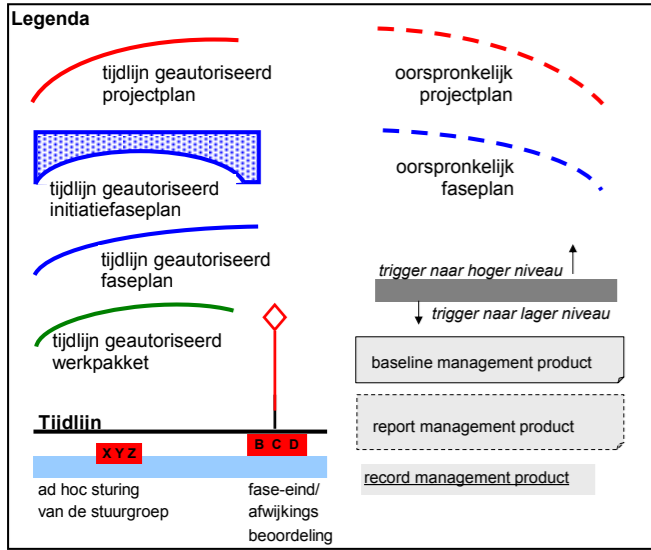 Legenda
tijdlijn geautoriseerd
projectplan
tijdlijn geautoriseerd
initiatiefaseplan
tijdlijn geautoriseerd
faseplan
tijdlijn geautoriseerd
werkpakket
Tijdlijn
X Y Z
B C D
ad hoc sturing
van de stuurgroep
fase-eind/
afwijkings
beoordeling
oorspronkelijk
projectplan
oorspronkelijk
faseplan
trigger naar hoger niveau
trigger naar lager niveau
baseline management product
report management product
record management product